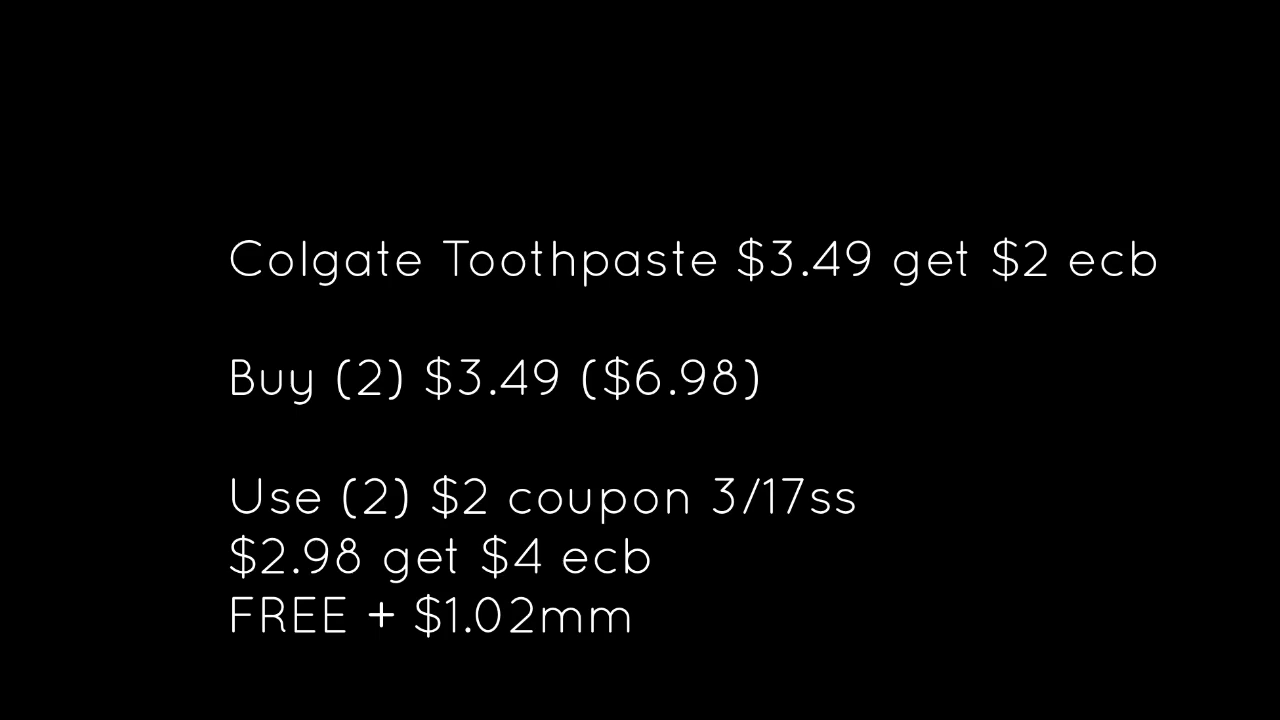 Colgate Toothpaste $3.49 get $2 ecb
Buy (2) $3.49 ($6.98)
Use (2) $2 coupon 3/17ss
$2.98 get $4 ecb
FREE + $1.02mm